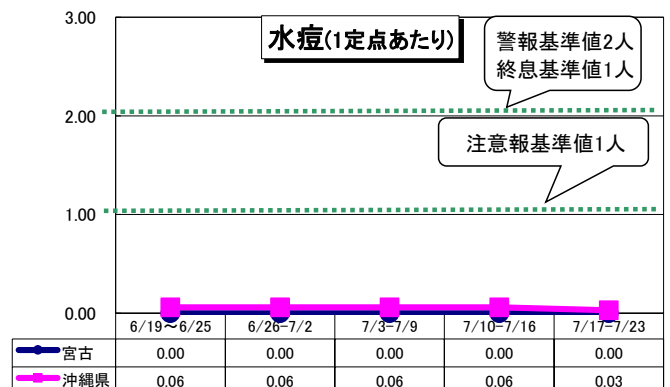 3.00
水痘(1定点あたり)
警報基準値2人
終息基準値1人
2.00
注意報基準値1人
1.00
0.00
6/19～6/25 6/26-7/2 7/3-7/9 7/10-7/16 7/17-7/23
宮古 0.00 0.00 0.00 0.00 0.00
沖縄県 0.06 0.06 0.06 0.06 0.03